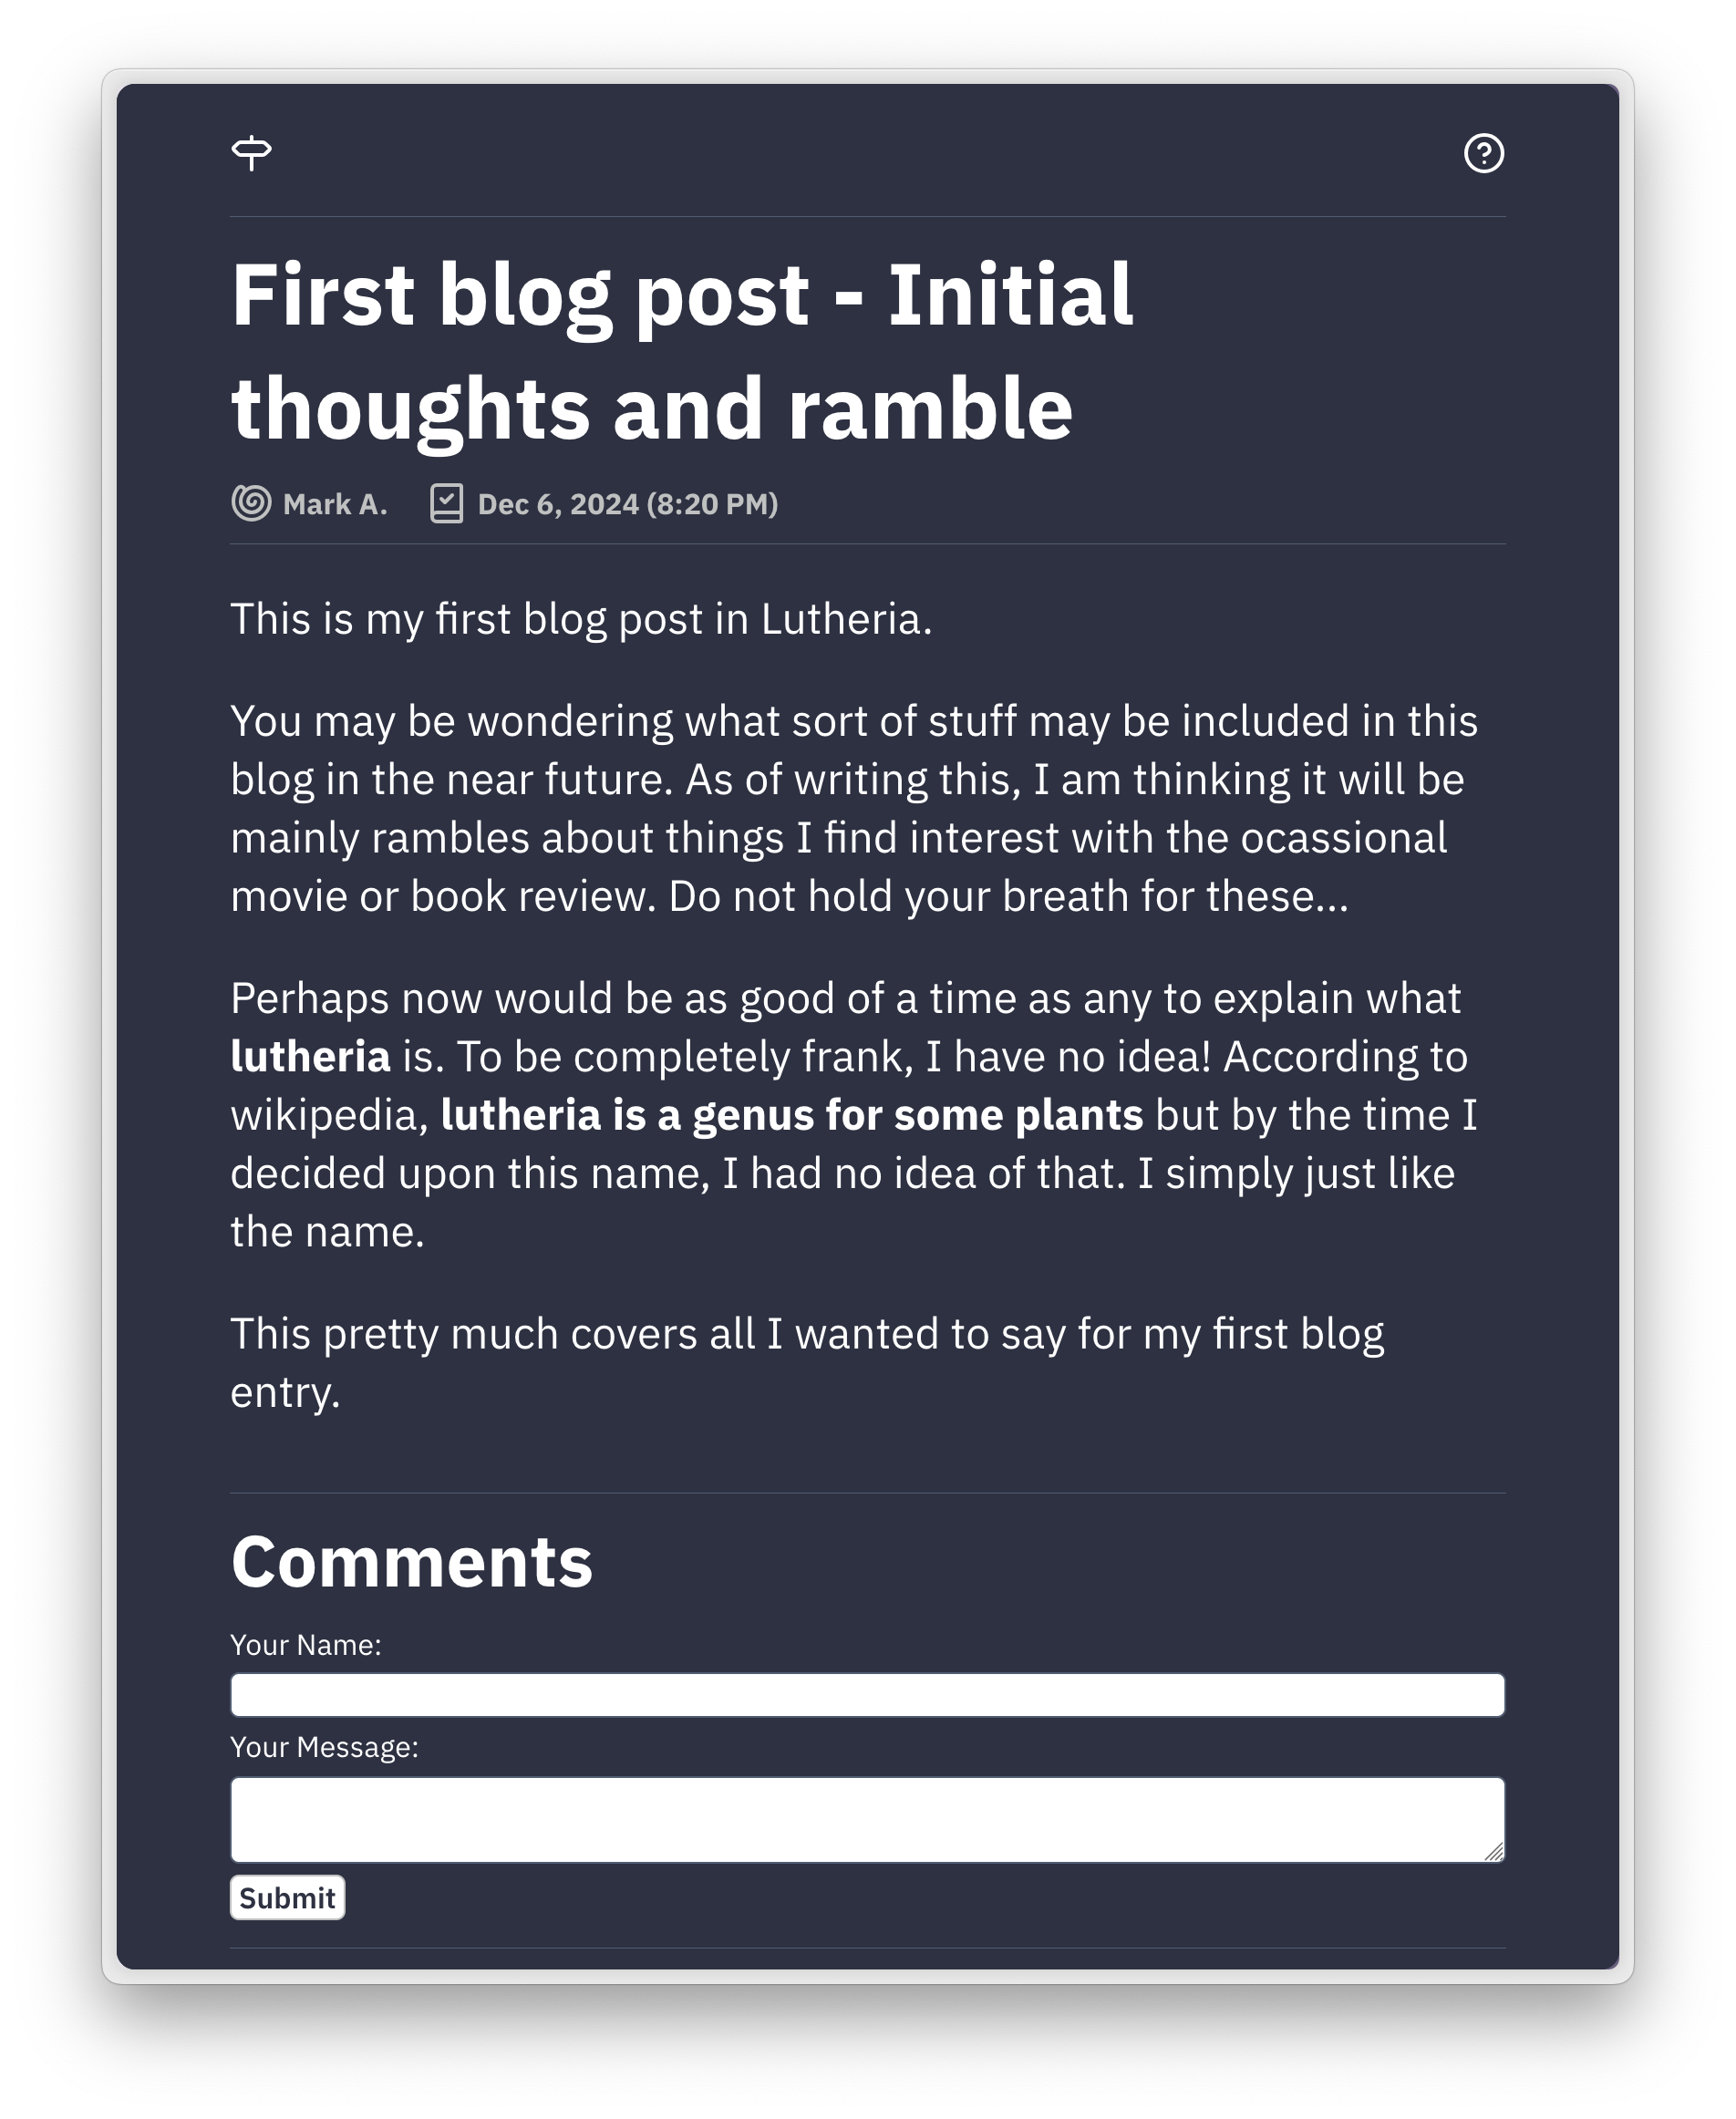 First blog post - Initial
thoughts and ramble
Mark A. Dec 6, 2024 (8:20 PM)
This is my first blog post in Lutheria.
You may be wondering what sort of stuff may be included in this
blog in the near future. As of writing this, I am thinking it will be
mainly rambles about things I find interest with the ocassional
movie or book review. Do not hold your breath for these...
Perhaps now would be as good of a time as any to explain what
lutheria is. To be completely frank, I have no idea! According to
wikipedia, lutheria is a genus for some plants but by the time I
decided upon this name, I had no idea of that. I simply just like
the name.
This pretty much covers all I wanted to say for my first blog
entry.
Comments
Your Name:
Your Message:
Submit